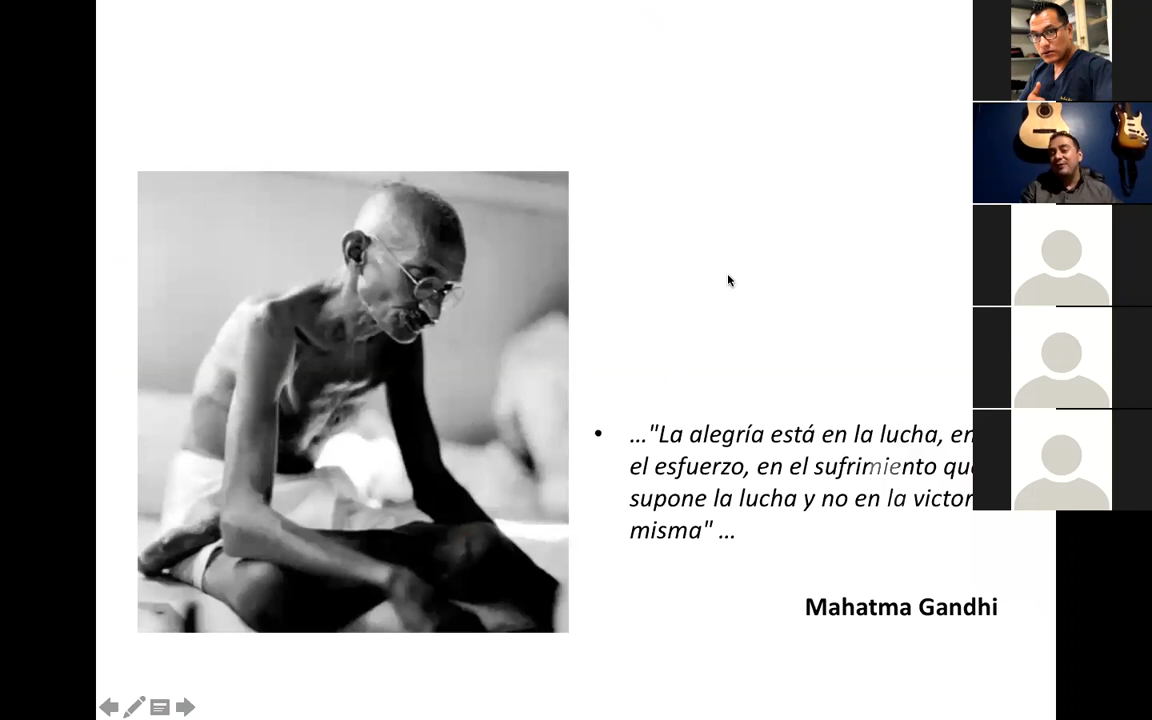 • …"La alegría está en la lucha, en
el esfuerzo, en el sufrimiento que
supone la lucha y no en la victor
misma" …
Mahatma Gandhi